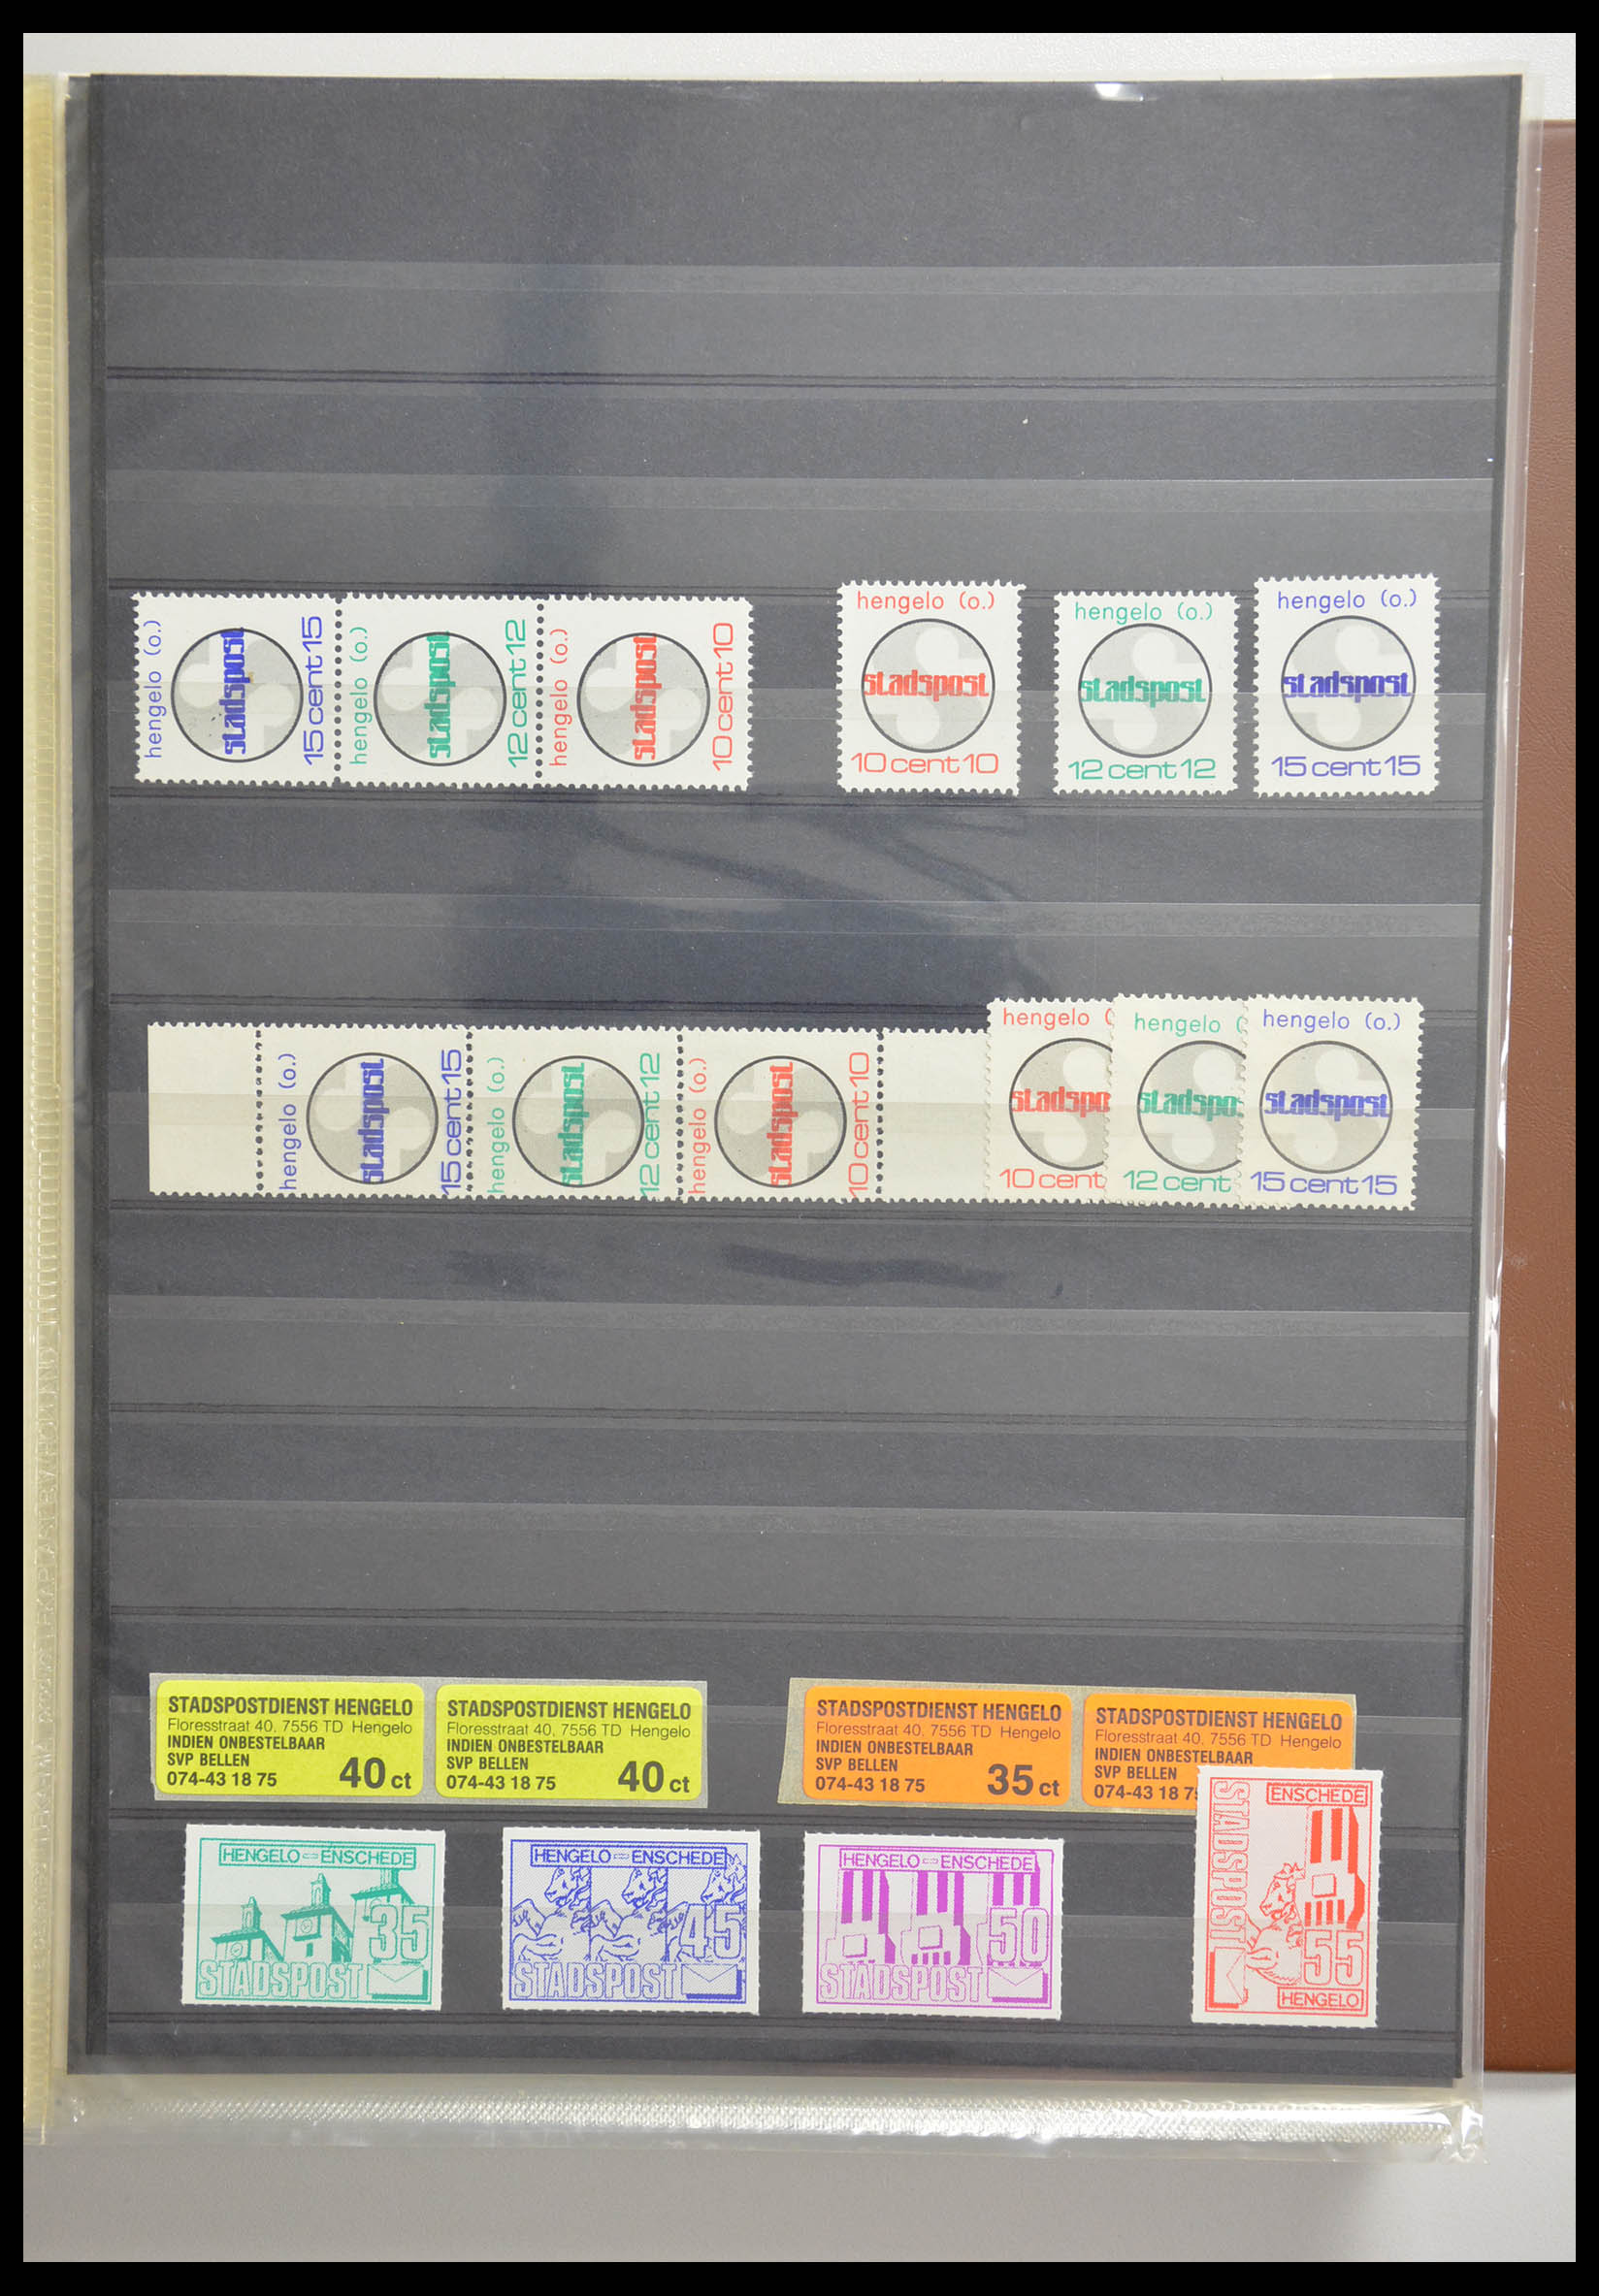 hengelo (o.)
stadspost
15 cent 15
hengelo (o.)
stadspost
12 cent 12
hengelo (o.)
stadspost
10 cent 10
hengelo (o.)
stadspost
10 cent 10
hengelo (o.)
stadspost
12 cent 12
hengelo (o.)
stadspost
15 cent 15
hengelo (o.)
stadspost
15 cent 15
hengelo (o.)
stadspost
12 cent 12
hengelo (o.)
stadspost
10 cent 10
hengelo (
stadspo
10 cent
hengelo (
stadspo
12 cent
hengelo (o.)
stadspost
15 cent 15
STADSPOSTDIENST HENGELO
Floresstraat 40, 7556 TD Hengelo
INDIEN ONBESTELBAAR
SVP BELLEN
074-43 18 75 40 ct
STADSPOSTDIENST HENGELO
Floresstraat 40, 7556 TD Hengelo
INDIEN ONBESTELBAAR
SVP BELLEN
074-43 18 75 40 ct
STADSPOSTDIENST HENGELO
Floresstraat 40, 7556 TD Hengelo
INDIEN ONBESTELBAAR
SVP BELLEN
074-43 18 75 35 ct
STADSPOSTDIENST HENGELO
Floresstraat 40, 7556 TD Hengelo
INDIEN ONBESTELBAAR
SVP BELLEN
074-43 18 75
HENGELO ENSCHEDE
35
STADSPOST
HENGELO ENSCHEDE
45
STADSPOST
HENGELO ENSCHEDE
50
STADSPOST
ENSCHEDE
STADSPOST
55
HENGELO